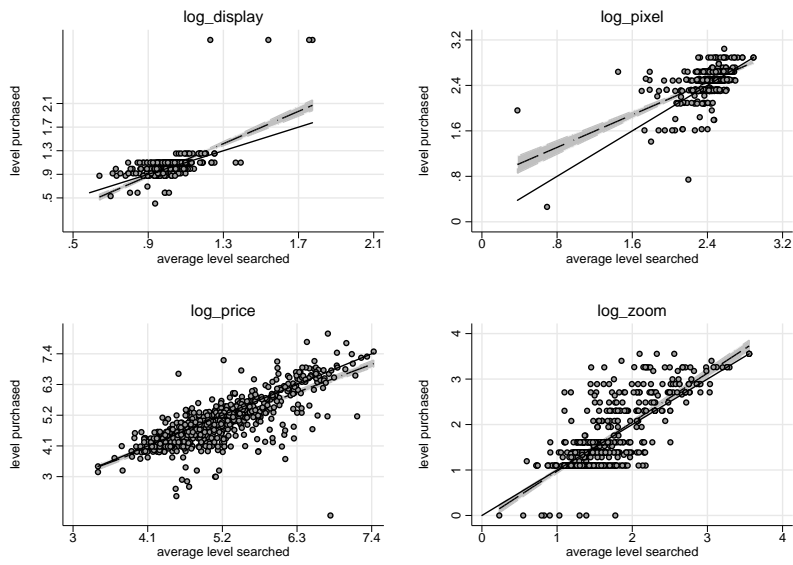 log_display
level purchased
2.1
1.7
1.3
.9
.5
.5 .9 1.3 1.7 2.1
average level searched
log_pixel
level purchased
3.2
2.4
1.6
.8
0
0 .8 1.6 2.4 3.2
average level searched
log_price
level purchased
7.4
6.3
5.2
4.1
3
3 4.1 5.2 6.3 7.4
average level searched
log_zoom
level purchased
4
3
2
1
0
0 1 2 3 4
average level searched